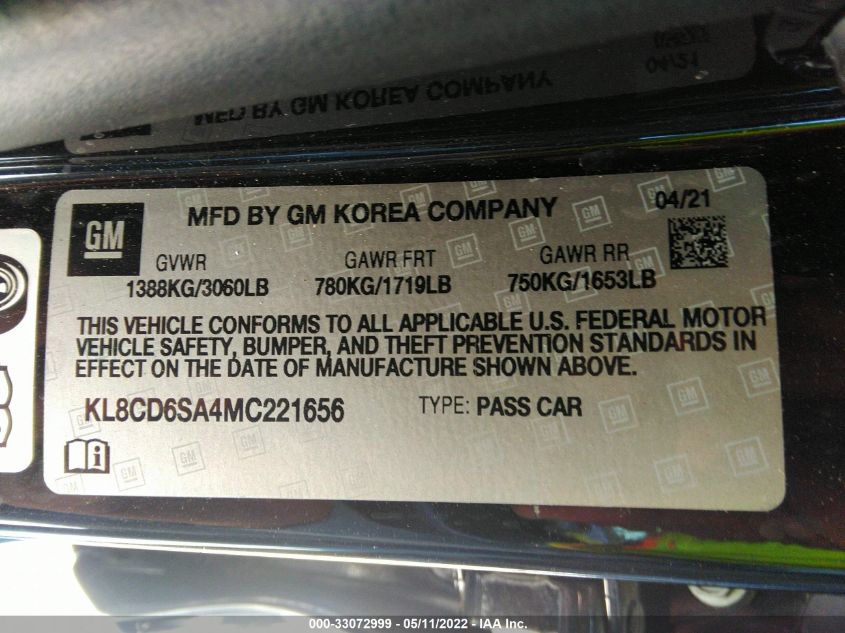 GM
MFD BY GM KOREA COMPANY
04/21
GVWR
GAWR FRT
GAWR RR
1388KG/3060LB
780KG/1719LB
750KG/1653LB
THIS VEHICLE CONFORMS TO ALL APPLICABLE U.S. FEDERAL MOTOR
VEHICLE SAFETY, BUMPER, AND THEFT PREVENTION STANDARDS IN
EFFECT ON THE DATE OF MANUFACTURE SHOWN ABOVE.
KL8CD6SA4MC221656
TYPE: PASS CAR
000-33072999 - 05/11/2022 - IAA Inc.